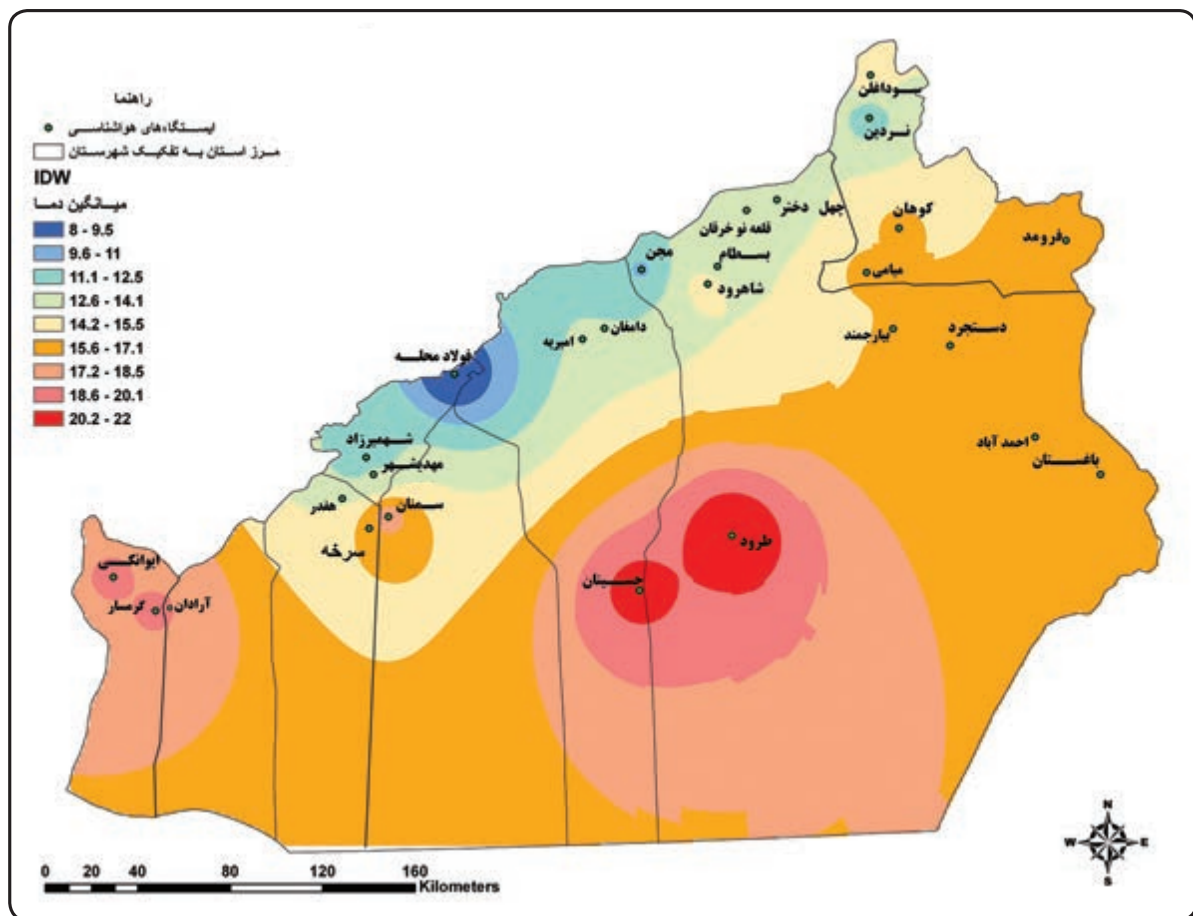 راهنما
ایستگاه‌های هواشناسی
مرز استان به تفکیک شهرستان
IDW
میانگین دما
8 - 9.5
9.6 - 11
11.1 - 12.5
12.6 - 14.1
14.2 - 15.5
15.6 - 17.1
17.2 - 18.5
18.6 - 20.1
20.2 - 22
سوداغلن
نردین
کوهان
فرومد
میامی
چهل دختر
قلعه نو خرقان
بسطام
شاهرود
مجن
دامغان
امیریه
بیارجمند
دستجرد
فولاد محله
شهمیرزاد
مهدیشهر
هفدر
سمنان
سرخه
احمد آباد
باغستان
طرود
حسینان
ایوانکی
گرمسار
آرادان
N
W
E
S
0 20 40 80 120 160
Kilometers